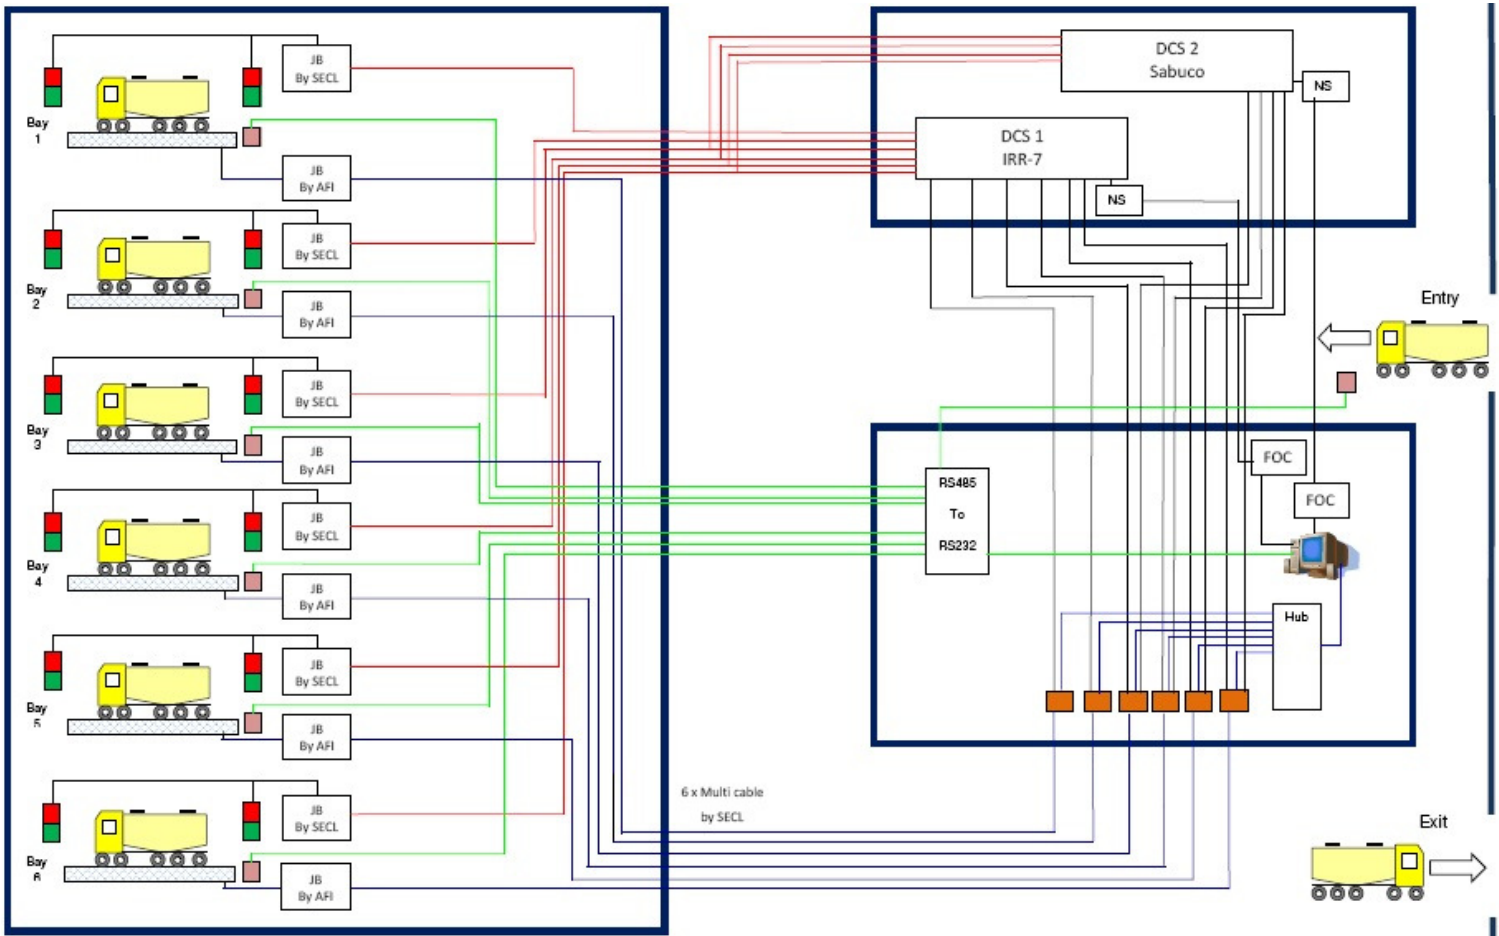 JB
By SECL
Bay
1
JB
By AFI
JB
By SECL
Bay
2
JB
By AFI
JB
By SECL
Bay
3
JB
By AFI
JB
By SECL
Bay
4
JB
By AFI
JB
By SECL
Bay
5
JB
By AFI
JB
By SECL
Bay
6
JB
By AFI
6 x Multi cable
by SECL
DCS 2
Sabuco
NS
DCS 1
IRR-7
NS
Entry
FOC
FOC
RS485
To
RS232
Hub
Exit